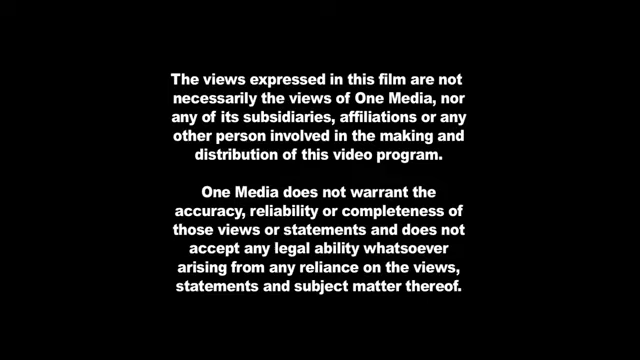 The views expressed in this film are not
necessarily the views of One Media, nor
any of its subsidiaries, affiliations or any
other person involved in the making and
distribution of this video program.
One Media does not warrant the
accuracy, reliability or completeness of
those views or statements and does not
accept any legal ability whatsoever
arising from any reliance on the views,
statements and subject matter thereof.